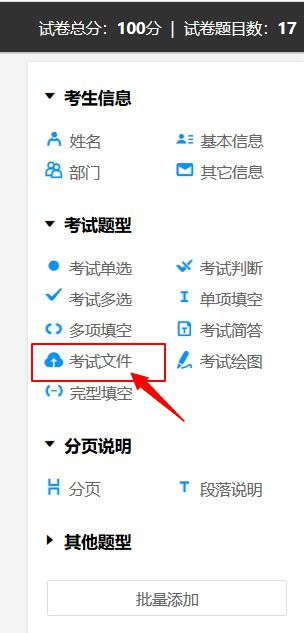 试卷总分：100分 | 试卷题目数：17
考生信息
姓名 基本信息
部门 其它信息
考试题型
考试单选 考试判断
考试多选 单项填空
多项填空 考试简答
考试文件 考试绘图
完型填空
分页说明
分页 段落说明
其他题型
批量添加